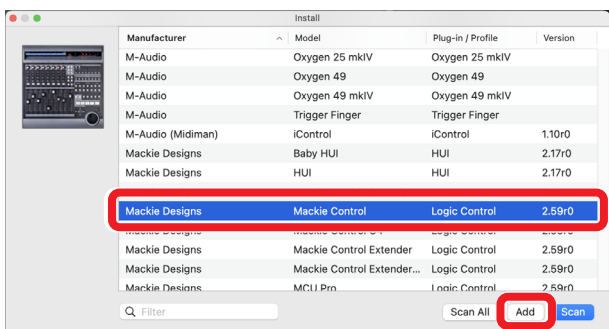 Install
Manufacturer Model Plug-in / Profile Version
M-Audio Oxygen 25 mkIV Oxygen 25 mkIV
M-Audio Oxygen 49 Oxygen 49
M-Audio Oxygen 49 mkIV Oxygen 49 mkIV
M-Audio Trigger Finger Trigger Finger
M-Audio (Midiman) iControl iControl 1.10r0
Mackie Designs Baby HUI HUI 2.17r0
Mackie Designs HUI HUI 2.17r0
Mackie Designs Mackie Control Logic Control 2.59r0
Mackie Designs Mackie Control Extender Logic Control 2.59r0
Mackie Designs Mackie Control Extender... Logic Control 2.59r0
Mackie Designs MCU Pro Logic Control 2.59r0
Filter Scan All Add Scan